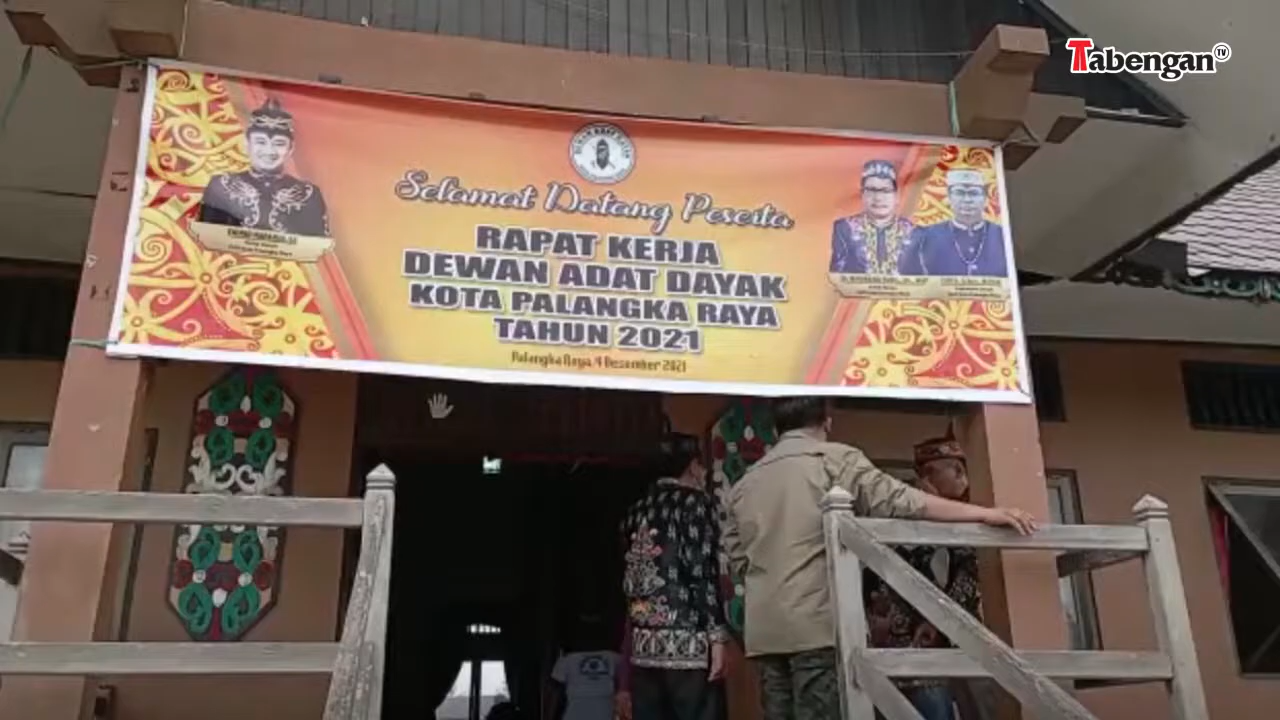 Tabengan TV
Selamat Datang Peserta
RAPAT KERJA
DEWAN ADAT DAYAK
KOTA PALANGKA RAYA
TAHUN 2021
Palangka Raya, 4 Desember 2021